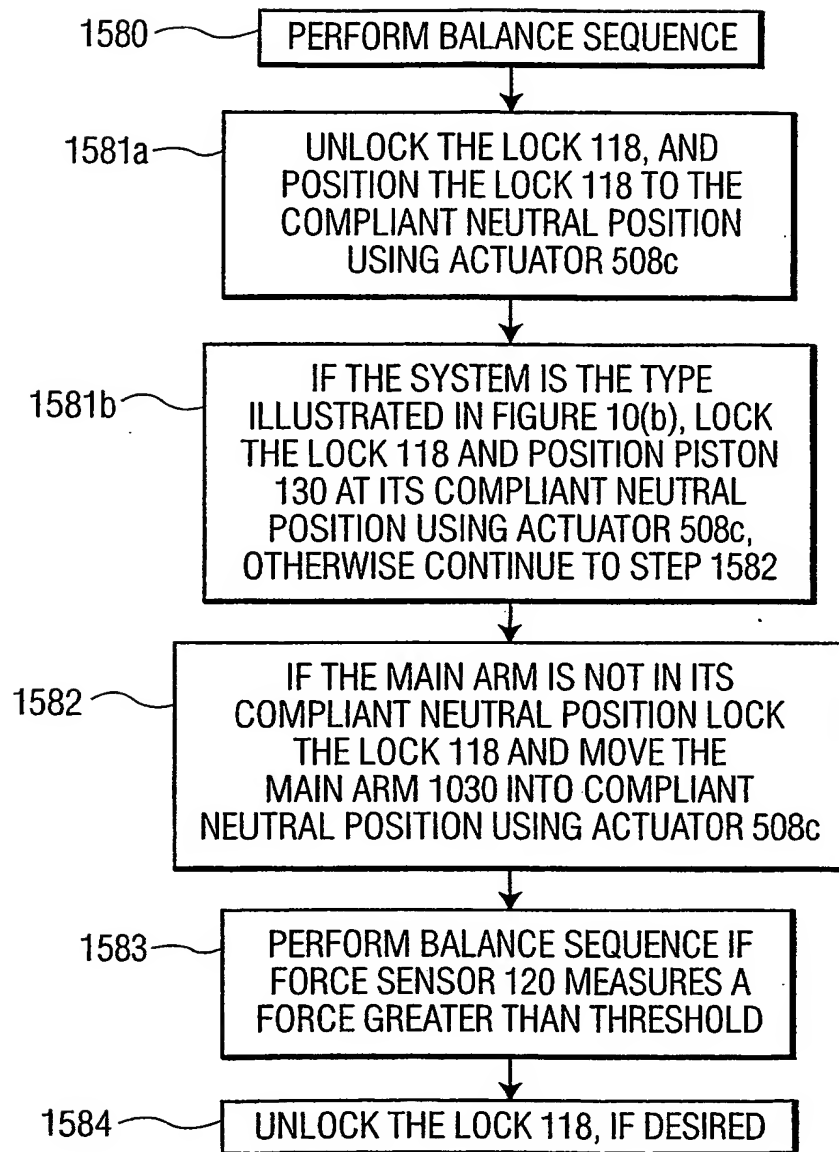 1580
PERFORM BALANCE SEQUENCE
1581a
UNLOCK THE LOCK 118, AND
POSITION THE LOCK 118 TO THE
COMPLIANT NEUTRAL POSITION
USING ACTUATOR 508c
1581b
IF THE SYSTEM IS THE TYPE
ILLUSTRATED IN FIGURE 10(b), LOCK
THE LOCK 118 AND POSITION PISTON
130 AT ITS COMPLIANT NEUTRAL
POSITION USING ACTUATOR 508c,
OTHERWISE CONTINUE TO STEP 1582
1582
IF THE MAIN ARM IS NOT IN ITS
COMPLIANT NEUTRAL POSITION LOCK
THE LOCK 118 AND MOVE THE
MAIN ARM 1030 INTO COMPLIANT
NEUTRAL POSITION USING ACTUATOR 508c
1583
PERFORM BALANCE SEQUENCE IF
FORCE SENSOR 120 MEASURES A
FORCE GREATER THAN THRESHOLD
1584
UNLOCK THE LOCK 118, IF DESIRED